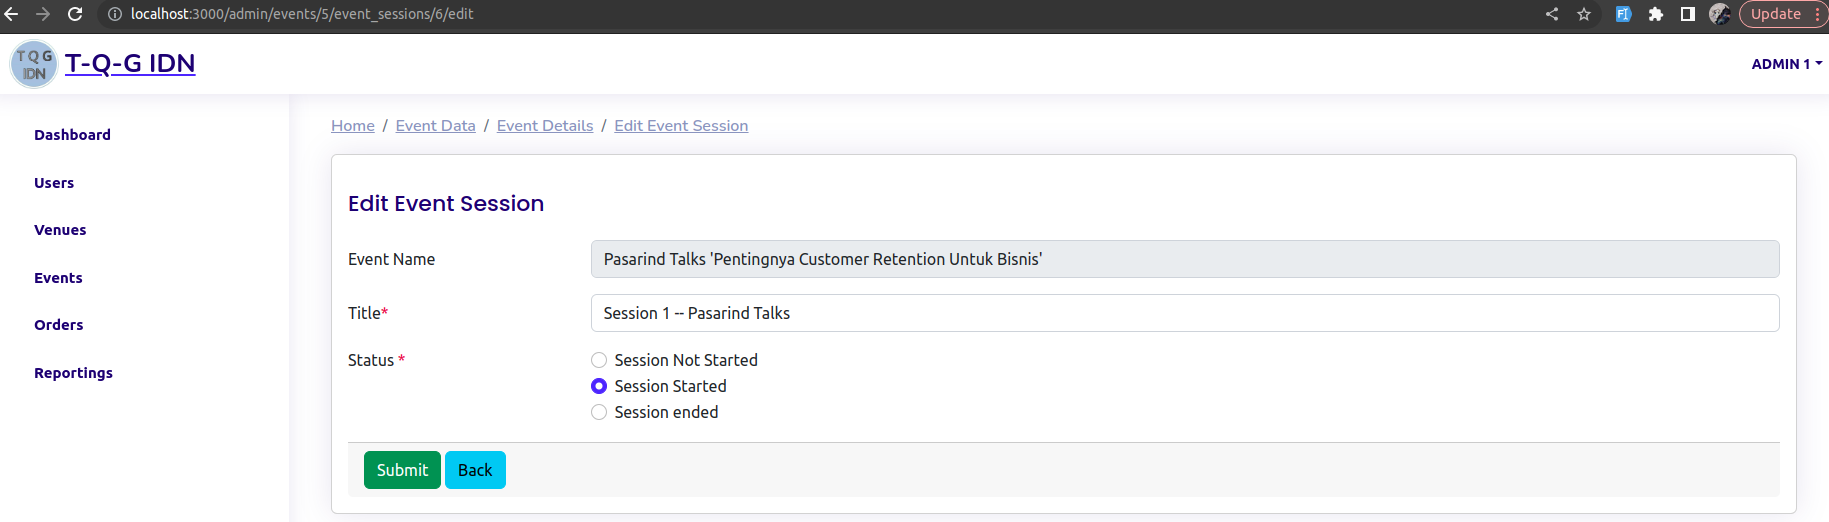 localhost:3000/admin/events/5/event_sessions/6/edit
Update
TQG
IDN
T-Q-G IDN
ADMIN 1
Dashboard
Users
Venues
Events
Orders
Reportings
Home / Event Data / Event Details / Edit Event Session
Edit Event Session
Event Name
Pasarind Talks 'Pentingnya Customer Retention Untuk Bisnis'
Title*
Session 1 -- Pasarind Talks
Status *
Session Not Started
Session Started
Session ended
Submit
Back